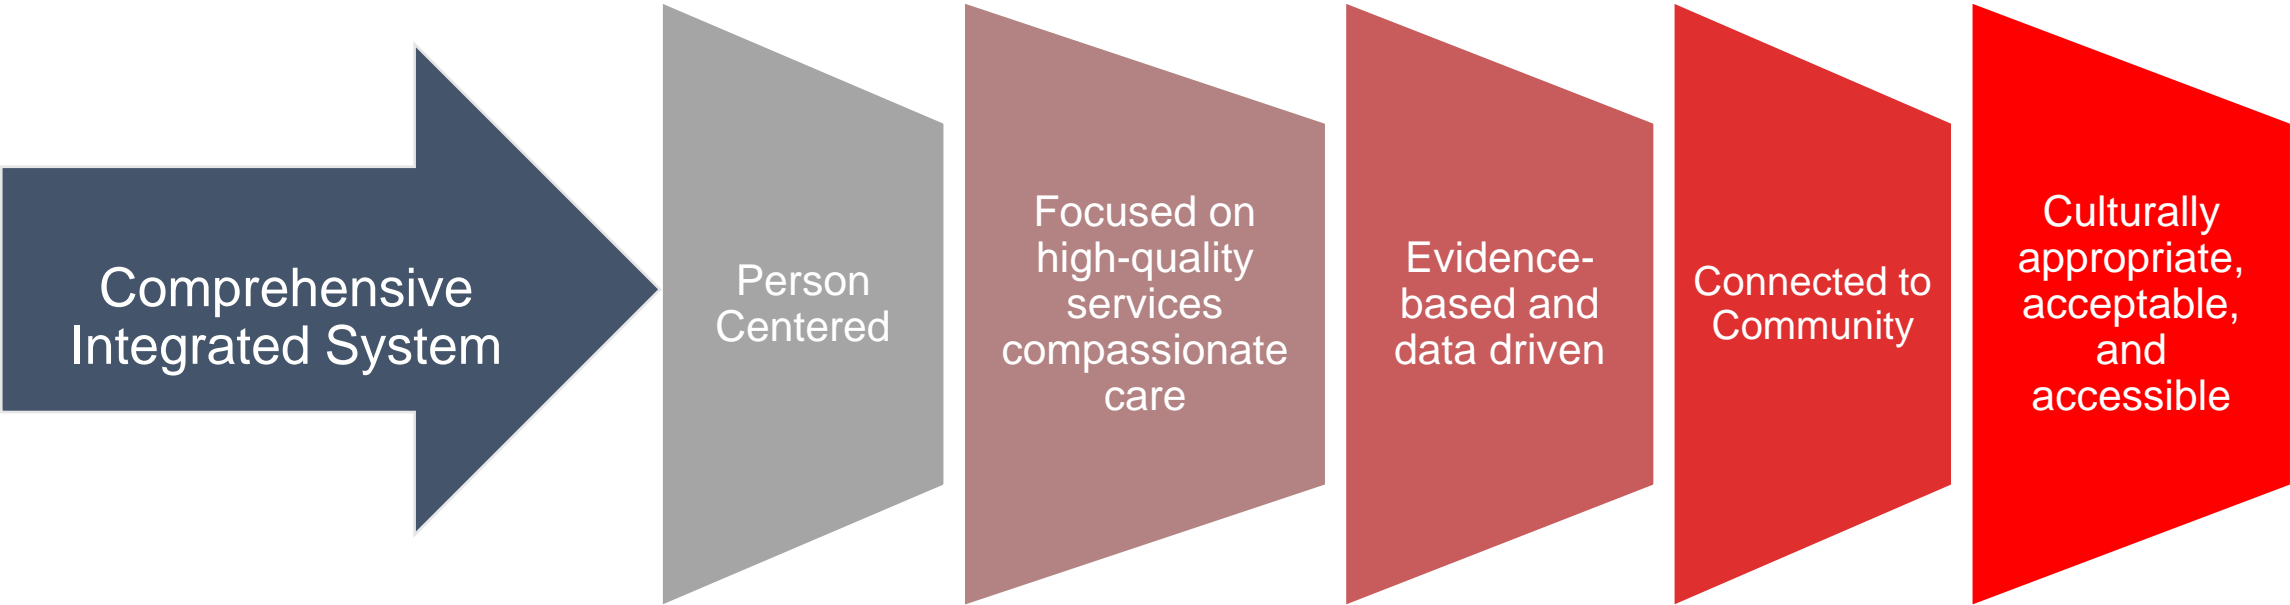 Comprehensive
Integrated System
Person
Centered
Focused on
high-quality
services
compassionate
care
Evidence-
based and
data driven
Connected to
Community
Culturally
appropriate,
acceptable,
and
accessible